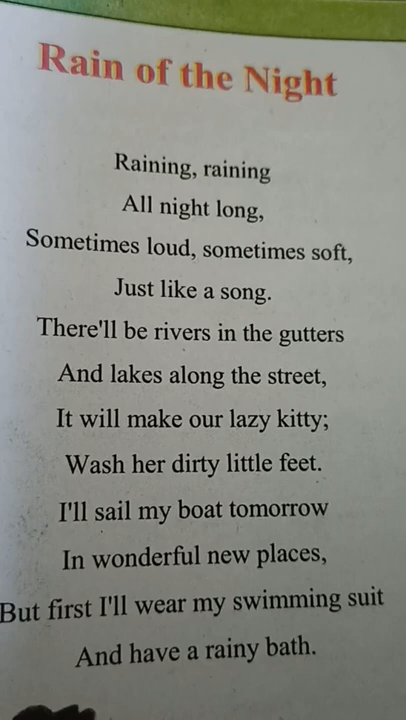 Rain of the Night
Raining, raining
All night long,
Sometimes loud, sometimes soft,
Just like a song.
There'll be rivers in the gutters
And lakes along the street,
It will make our lazy kitty;
Wash her dirty little feet.
I'll sail my boat tomorrow
In wonderful new places,
But first I'll wear my swimming suit
And have a rainy bath.